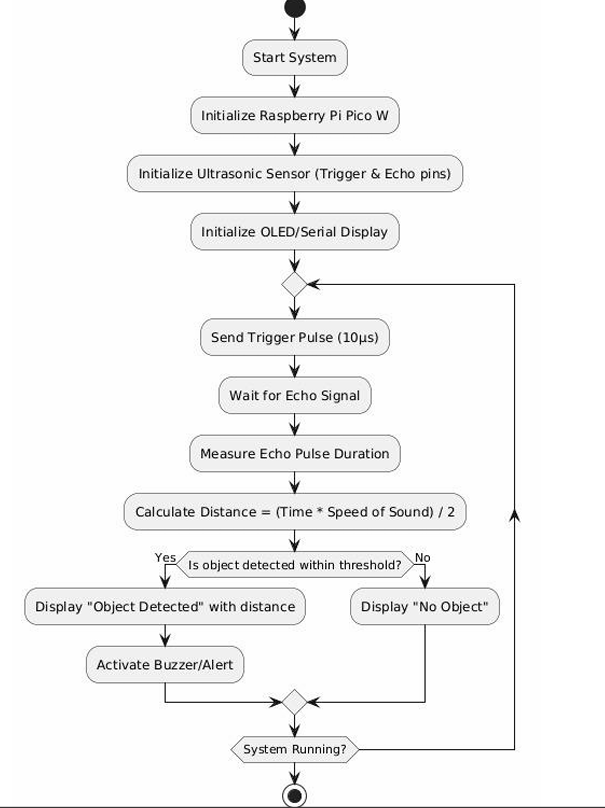 Start System
Initialize Raspberry Pi Pico W
Initialize Ultrasonic Sensor (Trigger & Echo pins)
Initialize OLED/Serial Display
Send Trigger Pulse (10µs)
Wait for Echo Signal
Measure Echo Pulse Duration
Calculate Distance = (Time * Speed of Sound) / 2
Yes
Is object detected within threshold?
No
Display "Object Detected" with distance
Display "No Object"
Activate Buzzer/Alert
System Running?